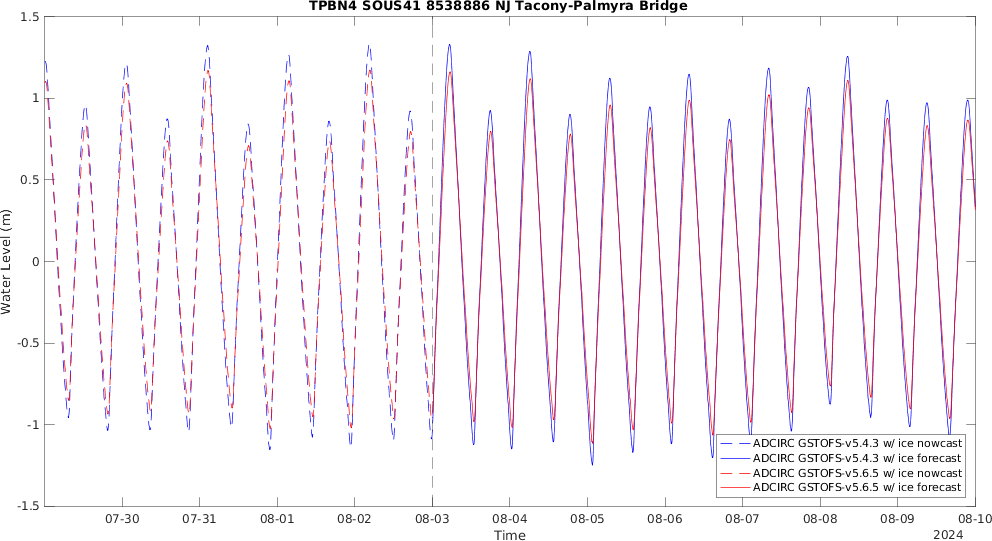 TPBN4 SOUS41 8538886 NJ Tacony-Palmyra Bridge
1.5
1
0.5
0
-0.5
-1
-1.5
Water Level (m)
07-30
07-31
08-01
08-02
08-03
08-04
08-05
08-06
08-07
08-08
08-09
08-10
Time
2024
ADCIRC GSTOFS-v5.4.3 w/ ice nowcast
ADCIRC GSTOFS-v5.4.3 w/ ice forecast
ADCIRC GSTOFS-v5.6.5 w/ ice nowcast
ADCIRC GSTOFS-v5.6.5 w/ ice forecast